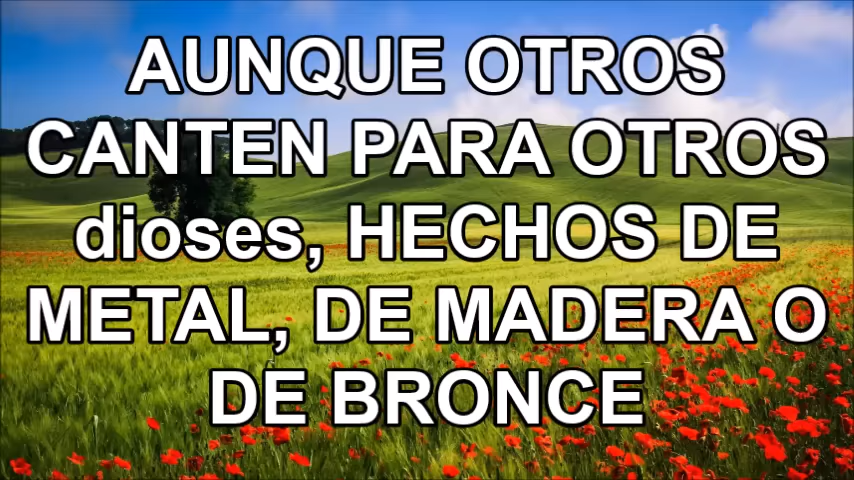 AUNQUE OTROS
CANTEN PARA OTROS
dioses, HECHOS DE
METAL, DE MADERA O
DE BRONCE